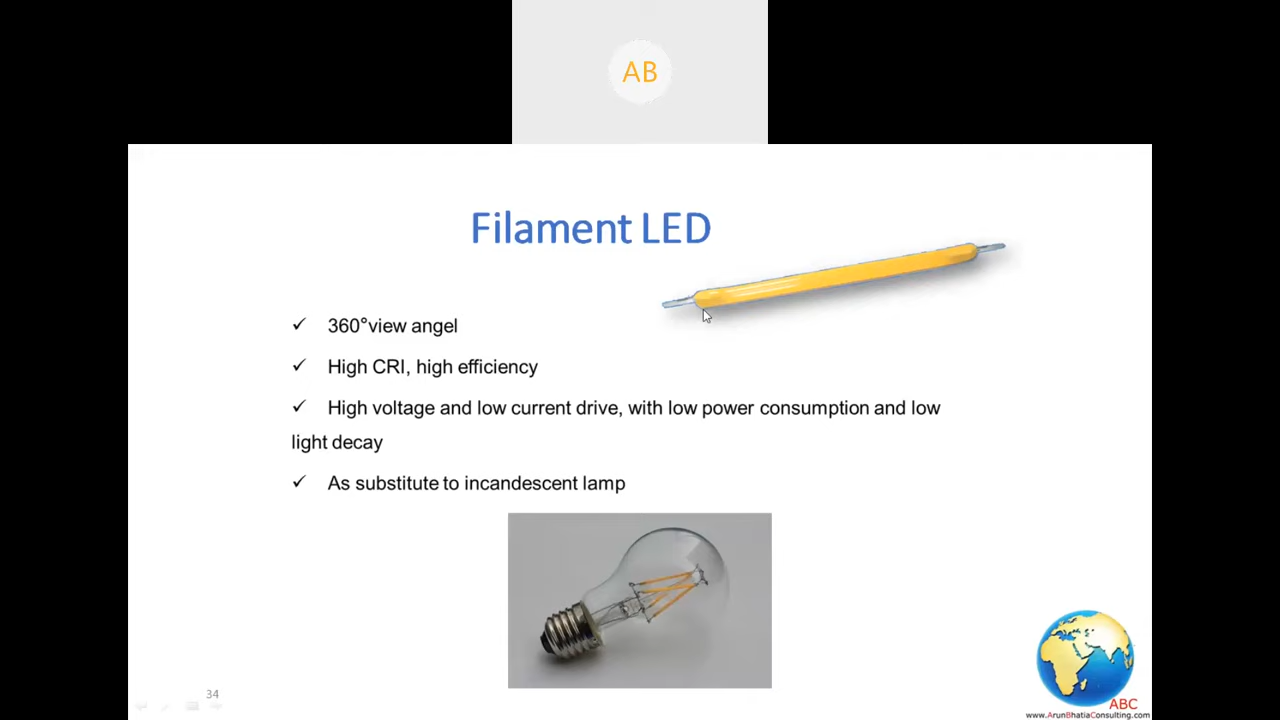 AB
Filament LED
✓ 360°view angel
✓ High CRI, high efficiency
✓ High voltage and low current drive, with low power consumption and low
light decay
✓ As substitute to incandescent lamp
34
ABC
www.ArunBhatiaConsulting.com